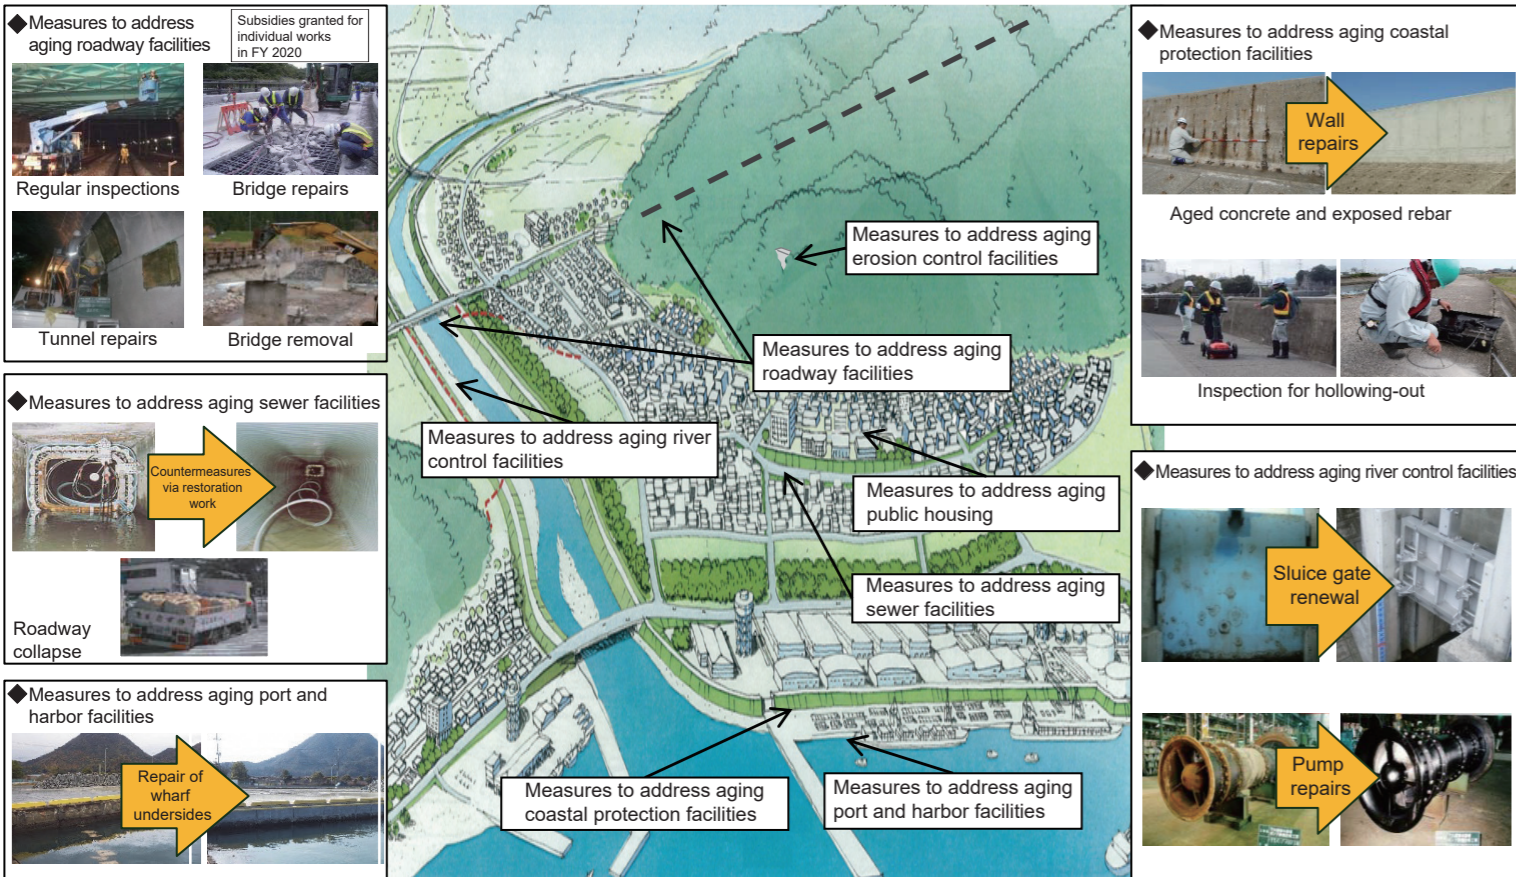 ◆Measures to address
aging roadway facilities
Subsidies granted for
individual works
in FY 2020
Regular inspections
Bridge repairs
Tunnel repairs
Bridge removal
◆Measures to address aging sewer facilities
Countermeasures
via restoration
work
Roadway
collapse
◆Measures to address aging port and
harbor facilities
Repair of
wharf
undersides
Measures to address aging
erosion control facilities
Measures to address aging
roadway facilities
Measures to address aging river
control facilities
Measures to address aging
public housing
Measures to address aging
sewer facilities
Measures to address aging
coastal protection facilities
Measures to address aging
port and harbor facilities
◆Measures to address aging coastal
protection facilities
Wall
repairs
Aged concrete and exposed rebar
Inspection for hollowing-out
◆Measures to address aging river control facilities
Sluice gate
renewal
Pump
repairs